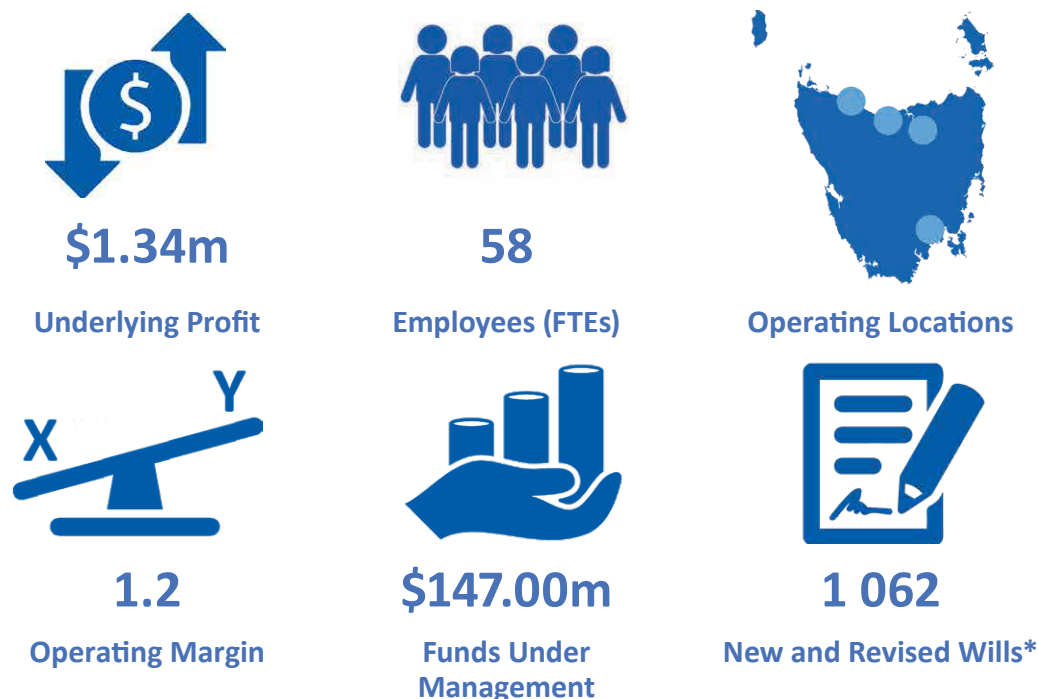 $
$1.34m
58
Underlying Profit
Employees (FTEs)
Operating Locations
X
Y
1.2
$147.00m
1 062
Operating Margin
Funds Under
Management
New and Revised Wills*